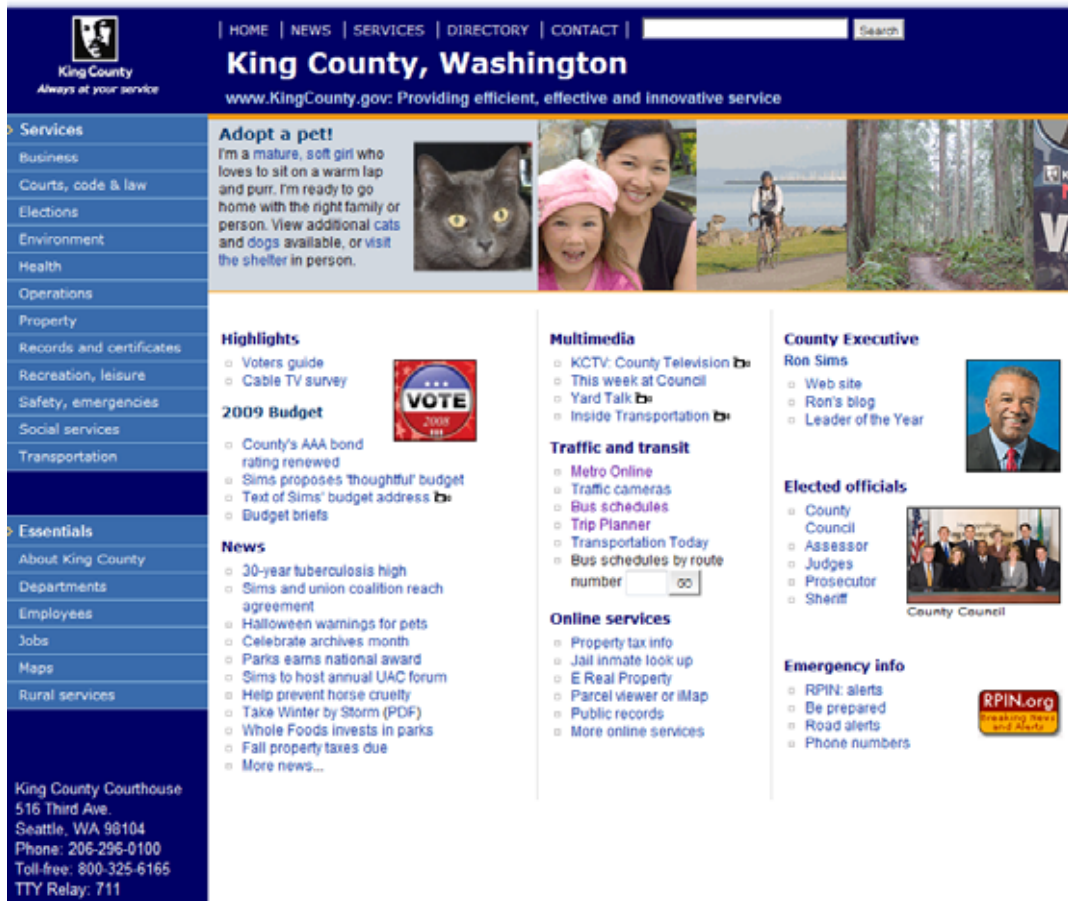 King County
Always at your service
| HOME | NEWS | SERVICES | DIRECTORY | CONTACT |
Search
King County, Washington
www.KingCounty.gov: Providing efficient, effective and innovative service
Services
Business
Courts, code & law
Elections
Environment
Health
Operations
Property
Records and certificates
Recreation, leisure
Safety, emergencies
Social services
Transportation
Essentials
About King County
Departments
Employees
Jobs
Maps
Rural services
King County Courthouse
516 Third Ave.
Seattle, WA 98104
Phone: 206-296-0100
Toll-free: 800-325-6165
TTY Relay: 711
Adopt a pet!
I'm a mature, soft girl who
loves to sit on a warm lap
and purr. I'm ready to go
home with the right family or
person. View additional cats
and dogs available, or visit
the shelter in person.
Highlights
Voters guide
Cable TV survey
VOTE
2008
2009 Budget
County's AAA bond
rating renewed
Sims proposes 'thoughtful' budget
Text of Sims' budget address
Budget briefs
News
30-year tuberculosis high
Sims and union coalition reach
agreement
Halloween warnings for pets
Celebrate archives month
Parks earns national award
Sims to host annual UAC forum
Help prevent horse cruelty
Take Winter by Storm (PDF)
Whole Foods invests in parks
Fall property taxes due
More news...
Multimedia
KCTV: County Television
This week at Council
Yard Talk
Inside Transportation
Traffic and transit
Metro Online
Traffic cameras
Bus schedules
Trip Planner
Transportation Today
Bus schedules by route
number GO
Online services
Property tax info
Jail inmate look up
E Real Property
Parcel viewer or iMap
Public records
More online services
County Executive
Ron Sims
Web site
Ron's blog
Leader of the Year
Elected officials
County
Council
Assessor
Judges
Prosecutor
Sheriff
County Council
Emergency info
RPIN: alerts
Be prepared
Road alerts
Phone numbers
RPIN.org
Breaking News
and Alerts